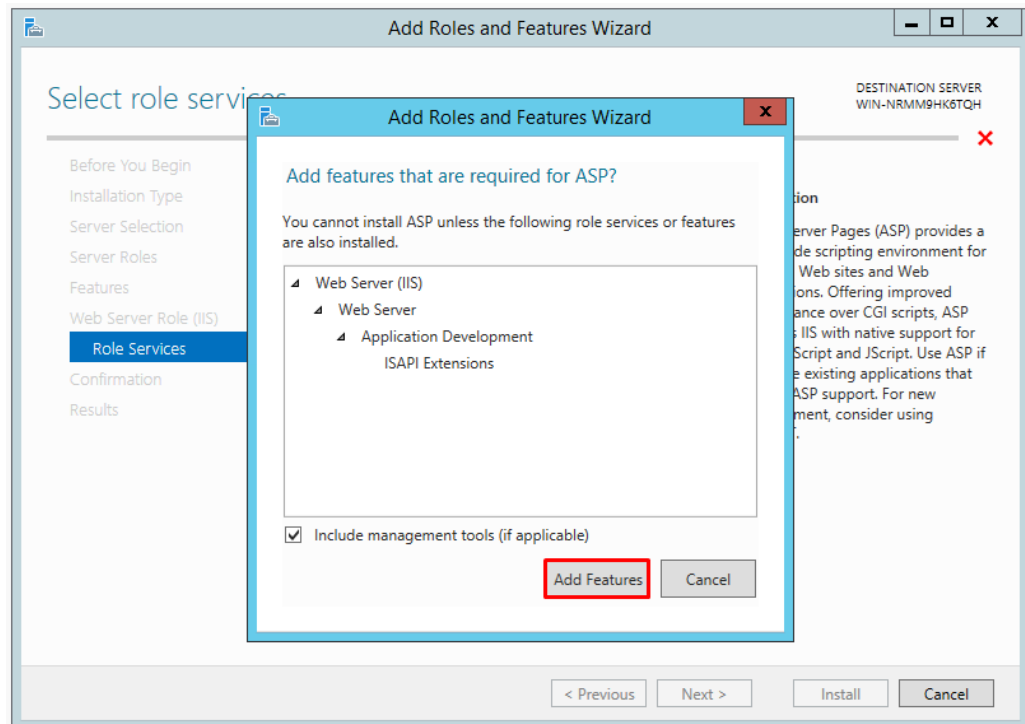 Add Roles and Features Wizard
Select role servi
DESTINATION SERVER
WIN-NRMM9HK6TQH
Before You Begin
Installation Type
Server Selection
Server Roles
Features
Web Server Role (IIS)
Role Services
Confirmation
Results
Add Roles and Features Wizard
Add features that are required for ASP?
You cannot install ASP unless the following role services or features
are also installed.
Web Server (IIS)
Web Server
Application Development
ISAPI Extensions
Include management tools (if applicable)
Add Features
Cancel
tion
erver Pages (ASP) provides a
de scripting environment for
Web sites and Web
ions. Offering improved
ance over CGI scripts, ASP
s IIS with native support for
Script and JScript. Use ASP if
e existing applications that
ASP support. For new
ment, consider using
.
< Previous
Next >
Install
Cancel